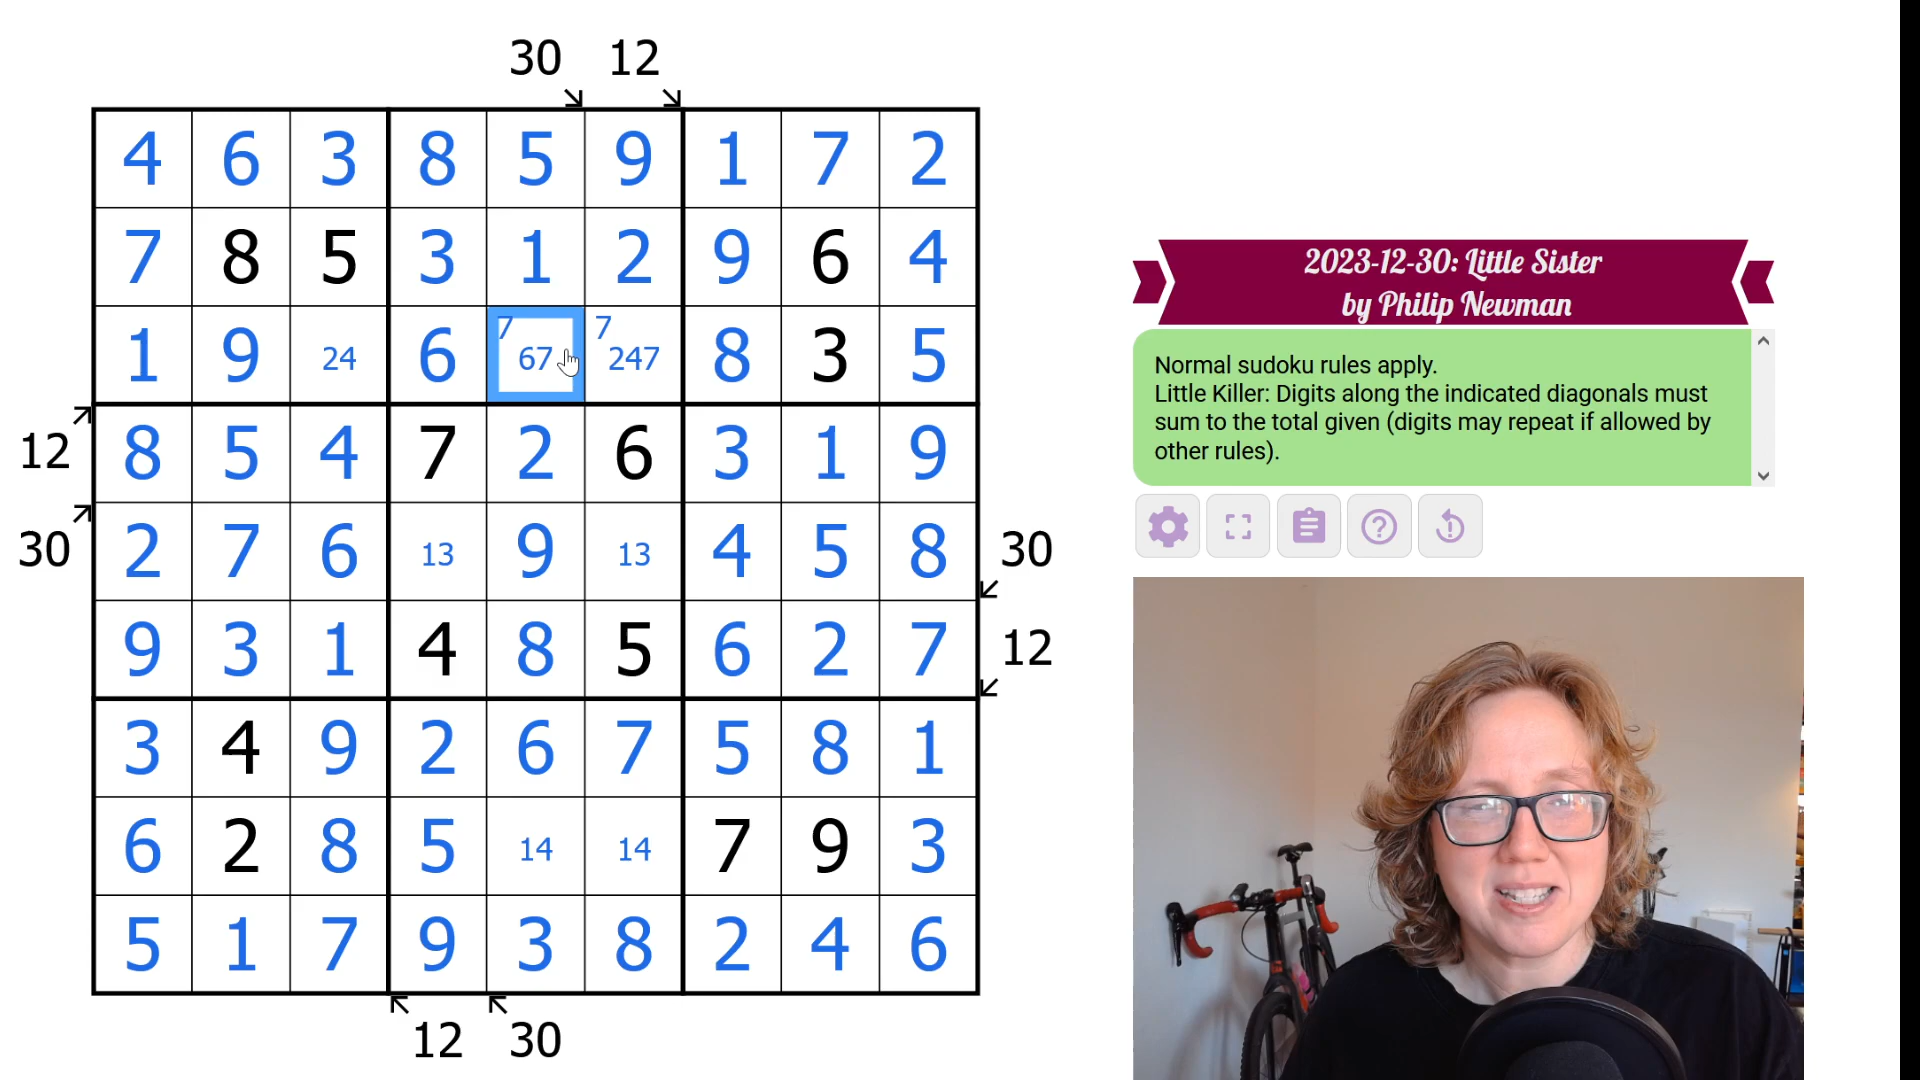 30 12
4 6 3 8 5 9 1 7 2
7 8 5 3 1 2 9 6 4
7 7
1 9 24 6 67 247 8 3 5
12 8 5 4 7 2 6 3 1 9
30 2 7 6 13 9 13 4 5 8 30
9 3 1 4 8 5 6 2 7 12
3 4 9 2 6 7 5 8 1
6 2 8 5 14 14 7 9 3
5 1 7 9 3 8 2 4 6
12 30
2023-12-30: Little Sister
by Philip Newman
Normal sudoku rules apply.
Little Killer: Digits along the indicated diagonals must
sum to the total given (digits may repeat if allowed by
other rules).